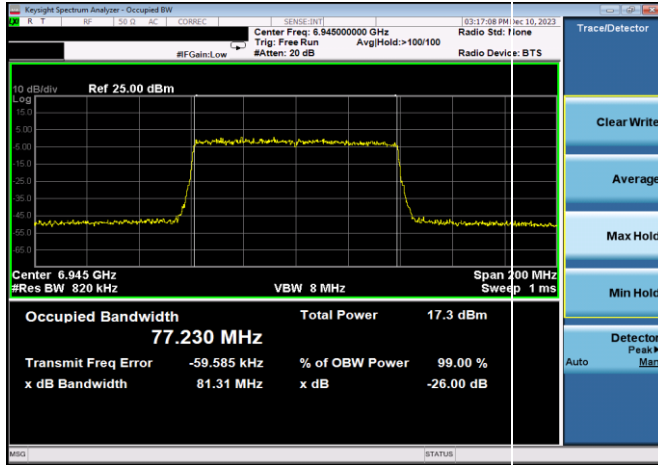 Keysight Spectrum Analyzer - Occupied BW
R T RF 50 Ω AC CORREC SENSE:INT 03:17:08 PM Dec 10, 2023
Center Freq: 6.945000000 GHz Radio Std: None
Trig: Free Run Avg|Hold:>100/100
#IFGain:Low #Atten: 20 dB Radio Device: BTS
Trace/Detector
10 dB/div Ref 25.00 dBm
Log
15.0
5.00
-5.00
-15.0
-25.0
-35.0
-45.0
-55.0
-65.0
Center 6.945 GHz Span 200 MHz
#Res BW 820 kHz VBW 8 MHz Sweep 1 ms
Occupied Bandwidth Total Power 17.3 dBm
77.230 MHz
Transmit Freq Error -59.585 kHz % of OBW Power 99.00 %
x dB Bandwidth 81.31 MHz x dB -26.00 dB
Clear Write
Average
Max Hold
Min Hold
Detector
Peak
Auto Man
MSG STATUS